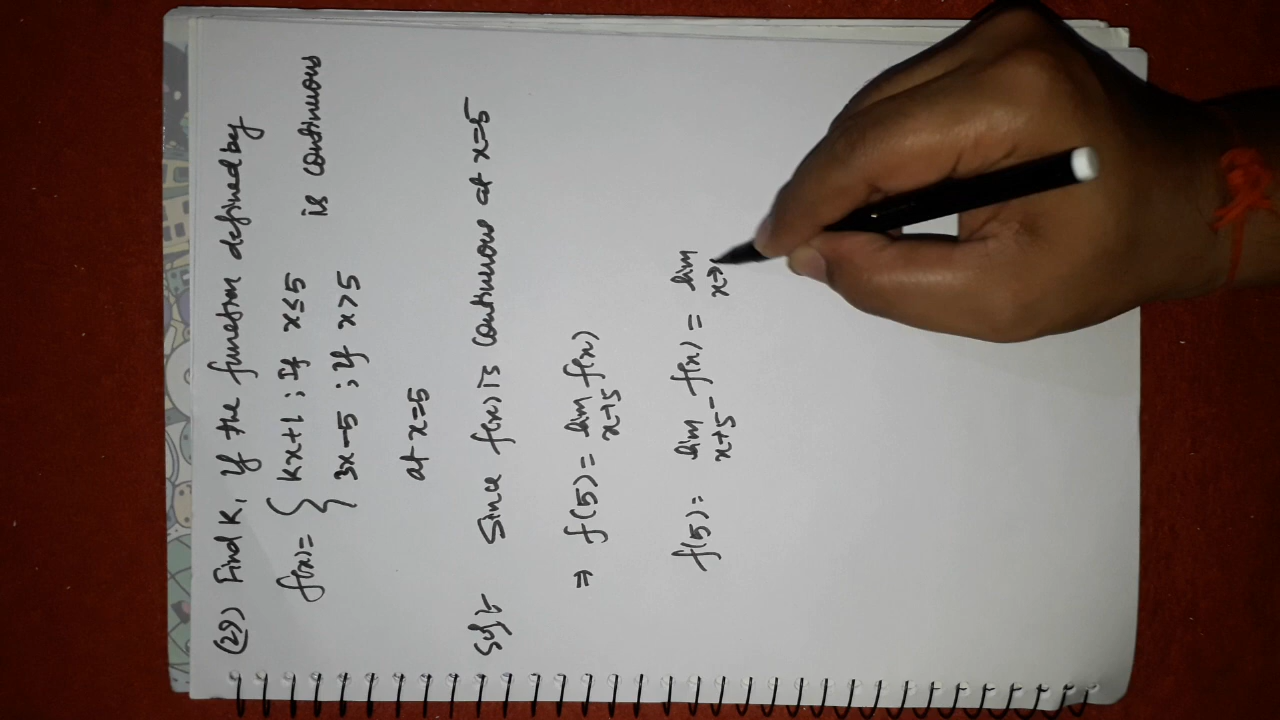 (29) Find K, if the function defined by
f(x) = { Kx+1 ; If x≤5 is continuous
3x-5 ; if x>5
at x=5
Solⁿ: Since f(x) is continuous at x=5
⇒ f(5) = lim f(x)
x→5
f(5) = lim f(x) = lim
x→5- x→